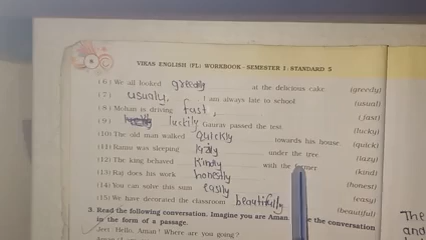 VIKAS ENGLISH (FL) WORKBOOK - SEMESTER I : STANDARD 5
(6) We all looked greedily at the delicious cake. (greedily)
(7) usually, I am always late to school. (usual)
(8) Mohan is driving fast, (fast)
(9) luckily Ganesh passed the test. (lucky)
(10) The old man walked Quickly towards his house (quick)
(11) Ramu was sleeping under the tree. (lazy)
(12) The king behaved Kindly with the farmer (kind)
(13) Raj does his work honestly (honest)
(14) You can solve this sum easily (easy)
(15) We have decorated the classroom beautifully (beautiful)
3. Read the following conversation. Imagine you are Aman. the conversation
in the form of a passage.
Jeet : Hello, Aman! Where are you going?
The
and